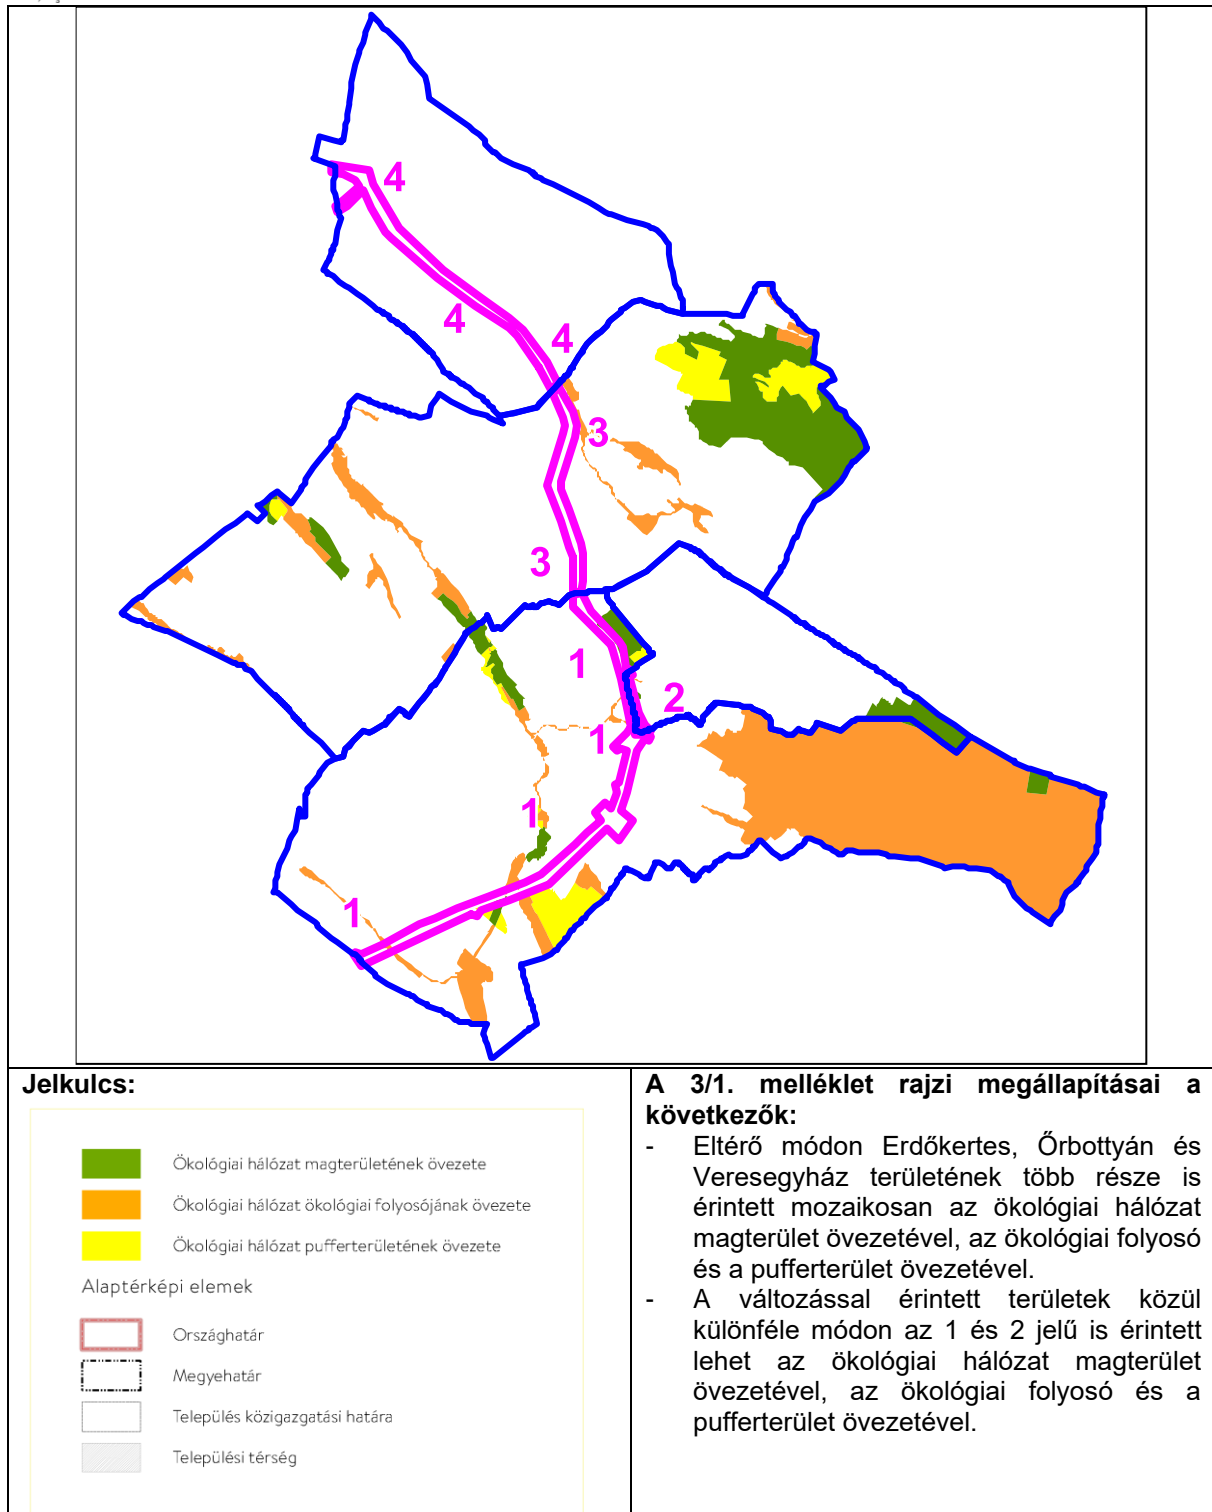 4
4
4
3
3
1
2
1
1
1
Jelkulcs:
Ökológiai hálózat magterületének övezete
Ökológiai hálózat ökológiai folyosójának övezete
Ökológiai hálózat pufferterületének övezete
Alaptérképi elemek
Országhatár
Megyehatár
Település közigazgatási határa
Települési térség
A 3/1. melléklet rajzi megállapításai a
következők:
- Eltérő módon Erdőkertes, Őrbottyán és
Veresegyház területének több része is
érintett mozaikosan az ökológiai hálózat
magterület övezetével, az ökológiai folyosó
és a pufferterület övezetével.
- A változással érintett területek közül
különféle módon az 1 és 2 jelű is érintett
lehet az ökológiai hálózat magterület
övezetével, az ökológiai folyosó és a
pufferterület övezetével.